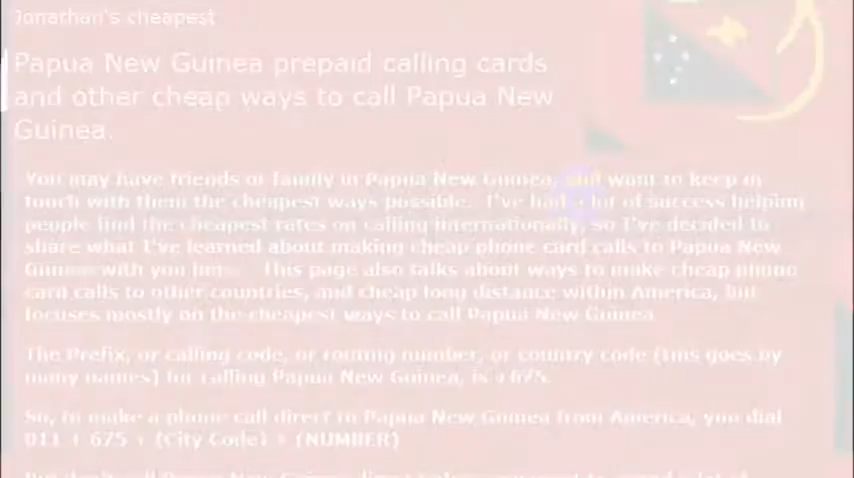 Jonathan's cheapest
Papua New Guinea prepaid calling cards
and other cheap ways to call Papua New
Guinea.
You may have friends or family in Papua New Guinea, and want to keep in
touch with them the cheapest ways possible. I've had a lot of success helping
people find the cheapest rates on calling internationally, so I've decided to
share what I've learned about making cheap phone card calls to Papua New
Guinea with you here. This page also talks about ways to make cheap phone
card calls to other countries, and cheap long distance within America, but
focuses mostly on the cheapest ways to call Papua New Guinea.
The Prefix, or calling code, or routing number, or country code (this goes by
many names) for calling Papua New Guinea, is +675.
So, to make a phone call direct to Papua New Guinea from America, you dial
011 + 675 + (City Code) + (NUMBER)